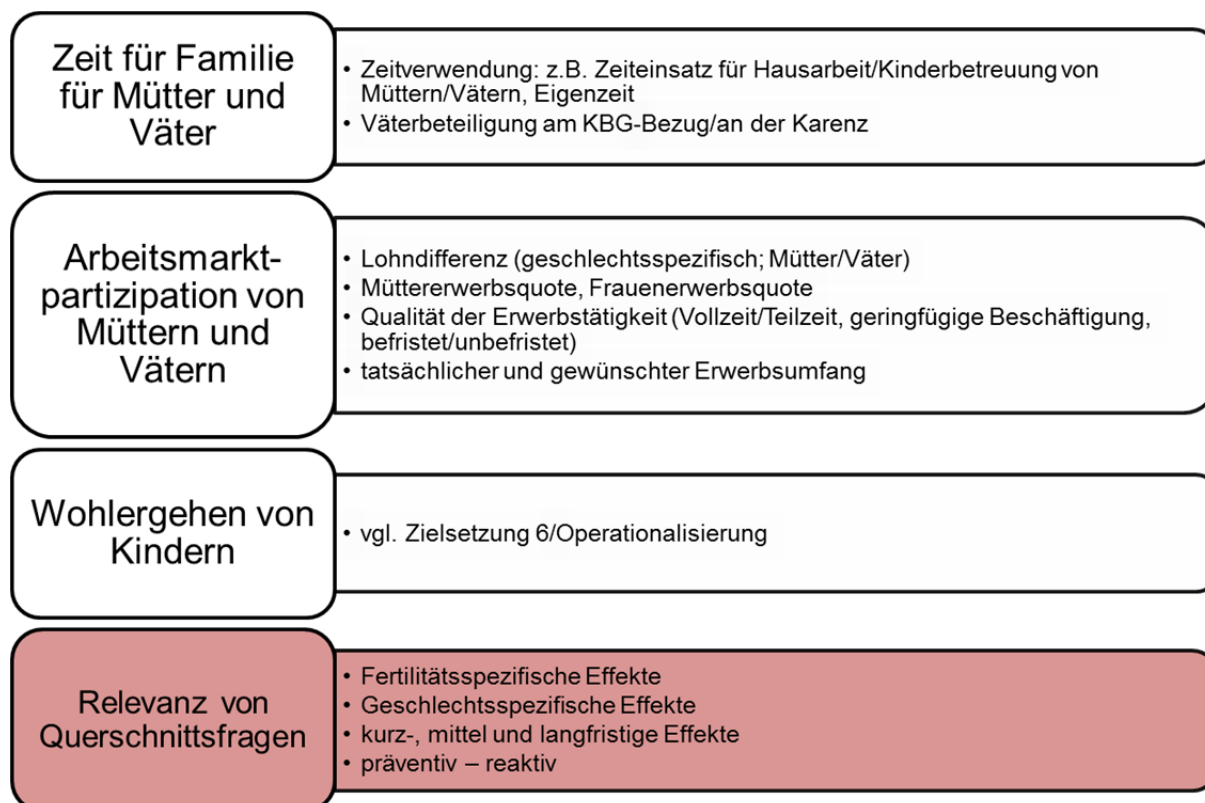 Zeit für Familie
für Mütter und
Väter
• Zeitverwendung: z.B. Zeiteinsatz für Hausarbeit/Kinderbetreuung von
Müttern/Vätern, Eigenzeit
• Väterbeteiligung am KBG-Bezug/an der Karenz
Arbeitsmarkt-
partizipation von
Müttern und
Vätern
• Lohndifferenz (geschlechtsspezifisch; Mütter/Väter)
• Müttererwerbsquote, Frauenerwerbsquote
• Qualität der Erwerbstätigkeit (Vollzeit/Teilzeit, geringfügige Beschäftigung,
befristet/unbefristet)
• tatsächlicher und gewünschter Erwerbsumfang
Wohlergehen von
Kindern
• vgl. Zielsetzung 6/Operationalisierung
Relevanz von
Querschnittsfragen
• Fertilitätsspezifische Effekte
• Geschlechtsspezifische Effekte
• kurz-, mittel und langfristige Effekte
• präventiv – reaktiv